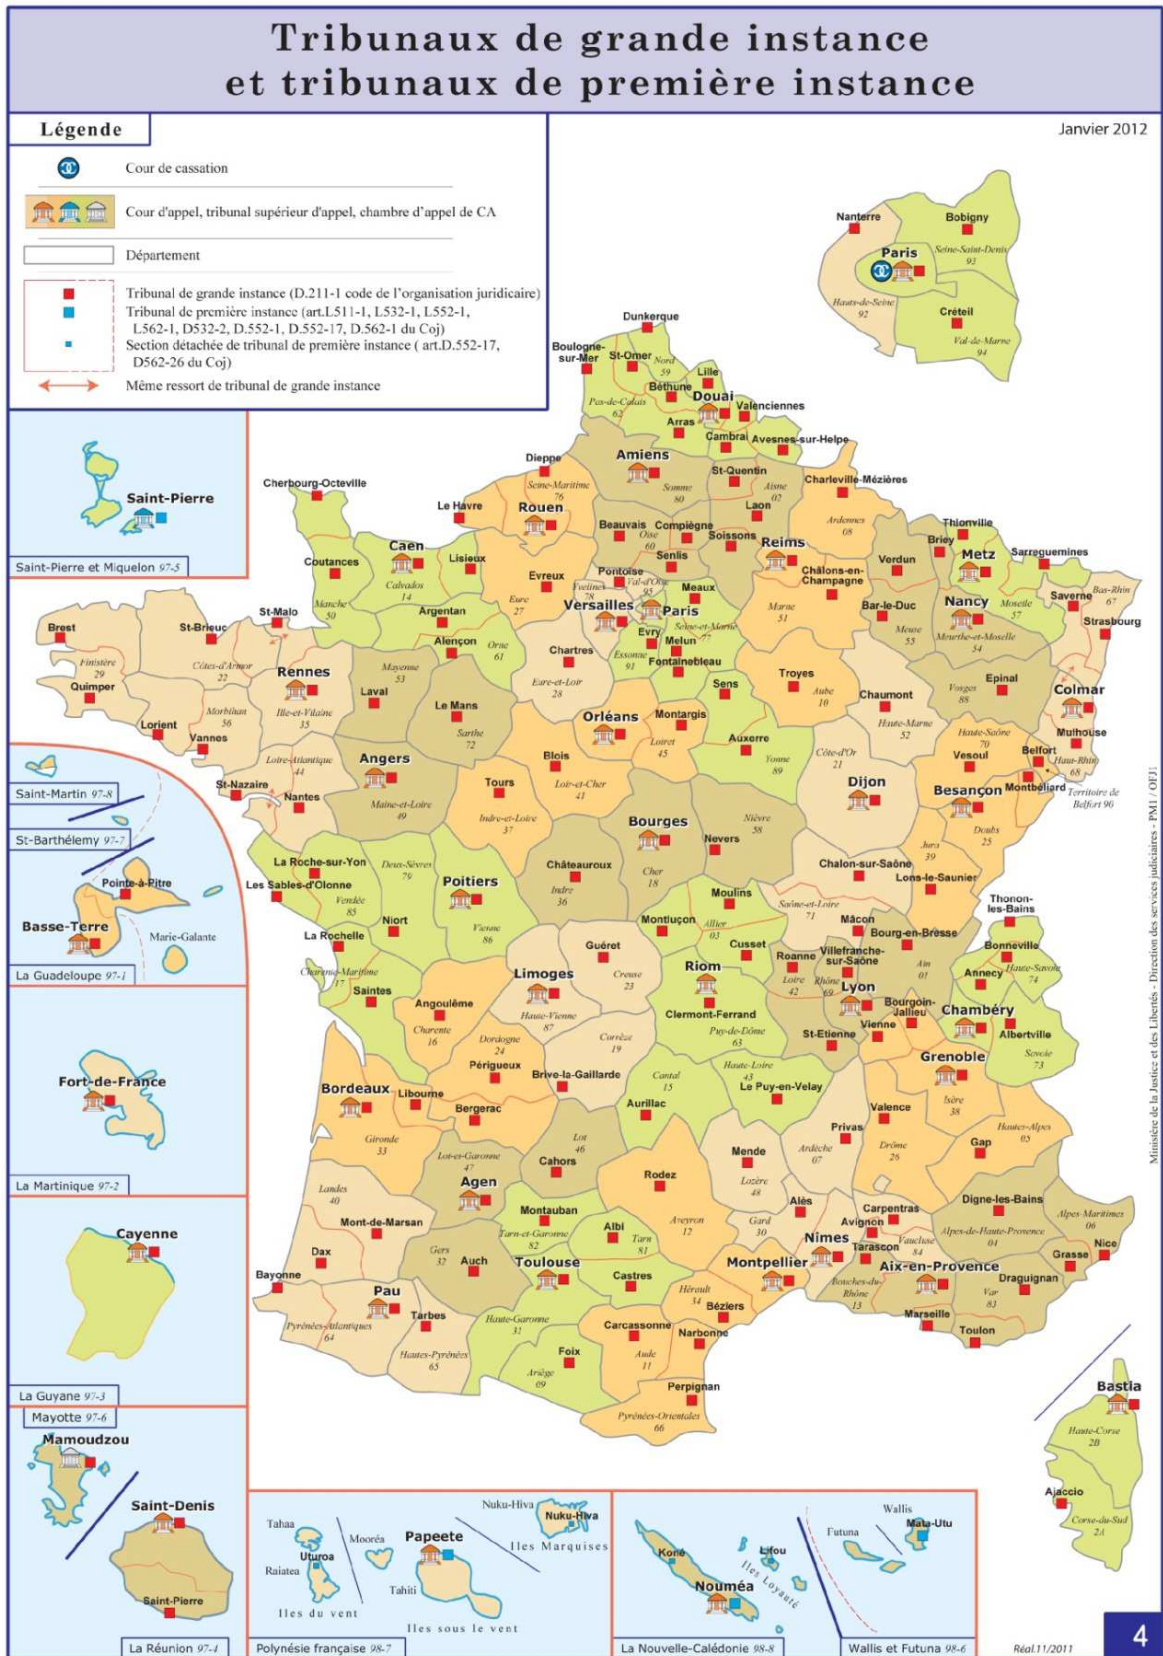 Tribunaux de grande instance
et tribunaux de première instance
Légende
Janvier 2012
Cour de cassation
Cour d'appel, tribunal supérieur d'appel, chambre d'appel de CA
Département
Tribunal de grande instance (D.211-1 code de l'organisation juridicaire)
Tribunal de première instance (art.L511-1, L532-1, L552-1,
L562-1, D532-2, D.552-1, D.552-17, D.562-1 du Coj)
Section détachée de tribunal de première instance ( art.D.552-17,
D562-26 du Coj)
Même ressort de tribunal de grande instance
Nanterre
Bobigny
Seine-Saint-Denis
93
Paris
Hauts-de-Seine
92
Créteil
Val-de-Marne
94
Dunkerque
Boulogne-
sur-Mer
St-Omer
Nord
59
Lille
Béthune
Douai
Pas-de-Calais
62
Valenciennes
Arras
Cambrai
Avesnes-sur-Helpe
Dieppe
Amiens
St-Quentin
Aisne
02
Charleville-Mézières
Seine-Maritime
76
Somme
80
Cherbourg-Octeville
Le Havre
Rouen
Laon
Ardennes
08
Saint-Pierre
Saint-Pierre et Miquelon 97-5
Beauvais
Compiègne
Oise
60
Soissons
Reims
Thionville
Briey
Metz
Sarreguemines
Caen
Lisieux
Coutances
Calvados
14
Senlis
Verdun
Evreux
Pontoise
Val-d'Oise
95
Yvelines
78
Meaux
Châlons-en-
Champagne
Bas-Rhin
67
Saverne
Manche
50
Eure
27
Versailles
Paris
Marne
51
Bar-le-Duc
Nancy
Moselle
57
Strasbourg
St-Malo
Argentan
Seine-et-Marne
77
Meuse
55
Meurthe-et-Moselle
54
Brest
St-Brieuc
Alençon
Orne
61
Evry
Melun
Essonne
91
Fontainebleau
Chartres
Finistère
29
Côtes-d'Armor
22
Rennes
Mayenne
53
Eure-et-Loir
28
Troyes
Aube
10
Chaumont
Vosges
88
Epinal
Colmar
Quimper
Laval
Le Mans
Sens
Morbihan
56
Ille-et-Vilaine
35
Sarthe
72
Orléans
Montargis
Loiret
45
Haute-Marne
52
Mulhouse
Lorient
Vannes
Auxerre
Yonne
89
Côte-d'Or
21
Haute-Saône
70
Vesoul
Belfort
Haut-Rhin
68
Loire-Atlantique
44
Angers
Blois
Loir-et-Cher
41
Dijon
Besançon
Montbéliard
Territoire de
Belfort 90
St-Nazaire
Nantes
Maine-et-Loire
49
Tours
Indre-et-Loire
37
Bourges
Nièvre
58
Nevers
Doubs
25
Jura
39
Saint-Martin 97-8
St-Barthélemy 97-7
Pointe-à-Pitre
Basse-Terre
Marie-Galante
La Guadeloupe 97-1
La Roche-sur-Yon
Les Sables-d'Olonne
Vendée
85
Deux-Sèvres
79
Poitiers
Châteauroux
Indre
36
Cher
18
Chalon-sur-Saône
Lons-le-Saunier
Niort
Vienne
86
Moulins
Montluçon
Allier
03
Saône-et-Loire
71
Mâcon
Bourg-en-Bresse
Thonon-
les-Bains
Bonneville
La Rochelle
Guéret
Creuse
23
Cusset
Roanne
Villefranche-
sur-Saône
Ain
01
Annecy
Haute-Savoie
74
Charente-Maritime
17
Saintes
Limoges
Haute-Vienne
87
Riom
Loire
42
Rhône
69
Lyon
Bourgoin-
Jallieu
Chambéry
Angoulême
Charente
16
Clermont-Ferrand
Puy-de-Dôme
63
St-Etienne
Vienne
Albertville
Savoie
73
Dordogne
24
Périgueux
Corrèze
19
Brive-la-Gaillarde
Cantal
15
Haute-Loire
43
Le Puy-en-Velay
Grenoble
Isère
38
Fort-de-France
La Martinique 97-2
Bordeaux
Libourne
Bergerac
Aurillac
Valence
Hautes-Alpes
05
Gironde
33
Lot
46
Privas
Ardèche
07
Drôme
26
Gap
Lot-et-Garonne
47
Cahors
Mende
Lozère
48
Rodez
Agen
Landes
40
Montauban
Tarn-et-Garonne
82
Albi
Tarn
81
Aveyron
12
Alès
Gard
30
Carpentras
Avignon
Vaucluse
84
Digne-les-Bains
Alpes-de-Haute-Provence
04
Alpes-Maritimes
06
Mont-de-Marsan
Gers
32
Nîmes
Tarascon
Nice
Grasse
Cayenne
La Guyane 97-3
Dax
Auch
Toulouse
Castres
Montpellier
Aix-en-Provence
Bouches-du-
Rhône
13
Draguignan
Var
83
Bayonne
Pau
Tarbes
Hérault
34
Béziers
Marseille
Toulon
Pyrénées-Atlantiques
64
Haute-Garonne
31
Carcassonne
Narbonne
Hautes-Pyrénées
65
Foix
Ariège
09
Aude
11
Perpignan
Pyrénées-Orientales
66
Bastia
Haute-Corse
2B
Ajaccio
Corse-du-Sud
2A
Mayotte 97-6
Mamoudzou
Saint-Denis
Saint-Pierre
La Réunion 97-4
Tahaa
Uturoa
Raiatea
Iles du vent
Mooréa
Papeete
Tahiti
Iles sous le vent
Nuku-Hiva
Nuku-Hiva
Iles Marquises
Polynésie française 98-7
Koné
Lifou
Iles Loyauté
Nouméa
La Nouvelle-Calédonie 98-8
Wallis
Mata-Utu
Futuna
Wallis et Futuna 98-6
Ministère de la Justice et des Libertés - Direction des services judiciaires - PM1 / OFJ1
Réal.11/2011
4